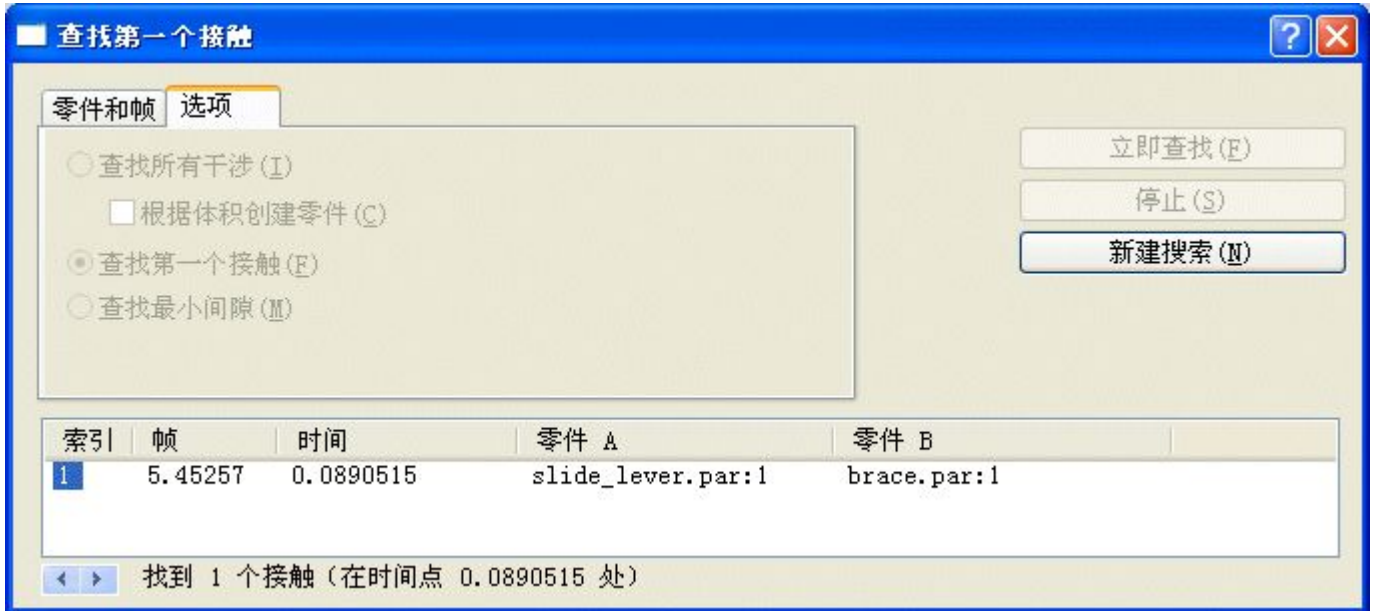 查找第一个接触
零件和帧 选项
查找所有干涉(I)
根据体积创建零件(C)
查找第一个接触(F)
查找最小间隙(M)
立即查找(F)
停止(S)
新建搜索(N)
索引 帧 时间 零件 A 零件 B
1 5.45257 0.0890515 slide_lever.par:1 brace.par:1
找到 1 个接触（在时间点 0.0890515 处）